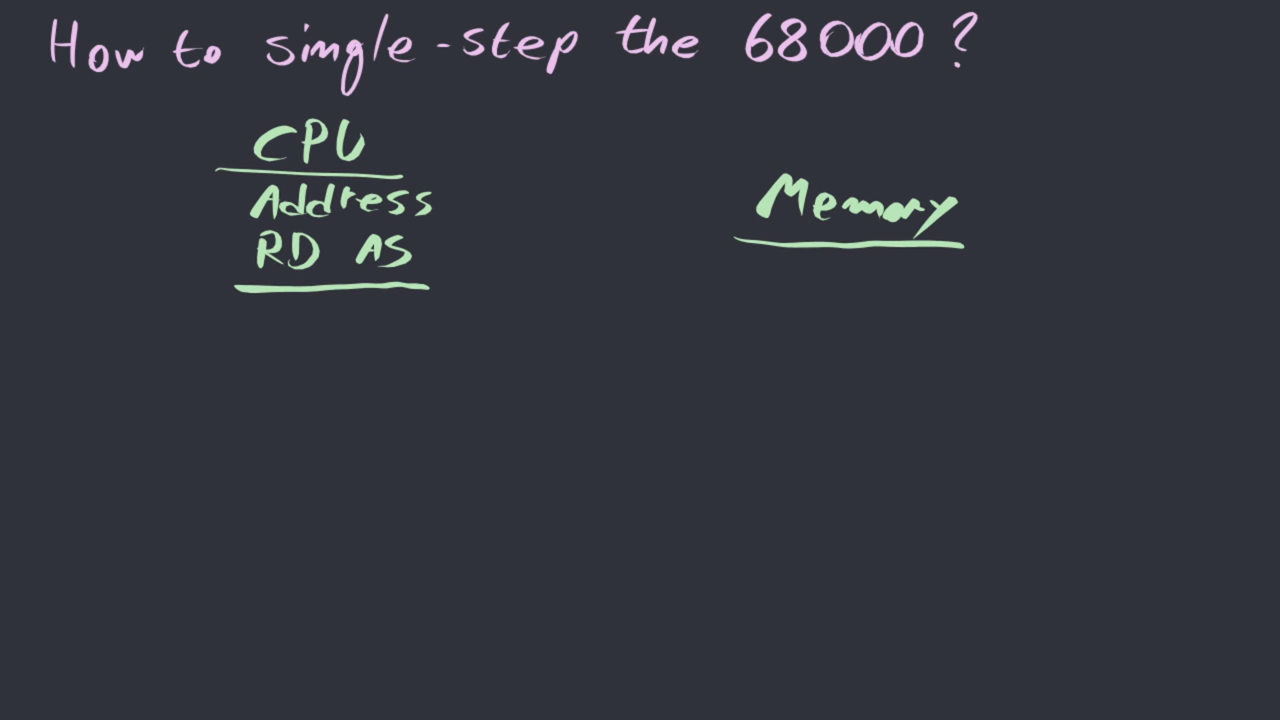 How to single-step the 68000?
CPU
Address
RD AS
Memory